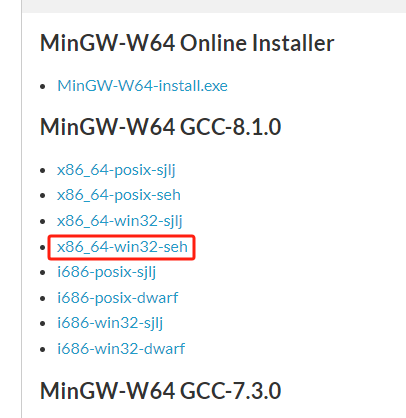 MinGW-W64 Online Installer
MinGW-W64-install.exe
MinGW-W64 GCC-8.1.0
x86_64-posix-sjlj
x86_64-posix-seh
x86_64-win32-sjlj
x86_64-win32-seh
i686-posix-sjlj
i686-posix-dwarf
i686-win32-sjlj
i686-win32-dwarf
MinGW-W64 GCC-7.3.0